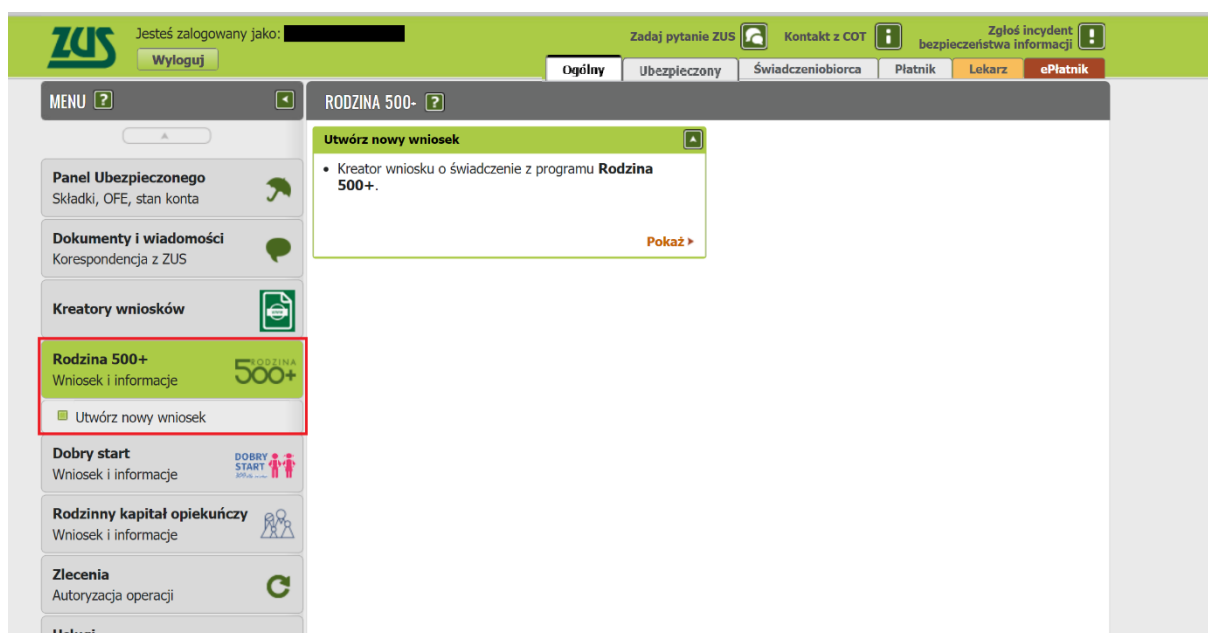 ZUS
Jesteś zalogowany jako:
Wyloguj
Zadaj pytanie ZUS
Kontakt z COT
Zgłoś incydent
bezpieczeństwa informacji
Ogólny
Ubezpieczony
Świadczeniobiorca
Płatnik
Lekarz
ePłatnik
MENU ?
RODZINA 500- ?
Utwórz nowy wniosek
• Kreator wniosku o świadczenie z programu Rodzina
500+.
Pokaż
Panel Ubezpieczonego
Składki, OFE, stan konta
Dokumenty i wiadomości
Korespondencja z ZUS
Kreatory wniosków
Rodzina 500+
Wniosek i informacje
RODZINA
500+
Utwórz nowy wniosek
Dobry start
Wniosek i informacje
DOBRY
START
Rodzinny kapitał opiekuńczy
Wniosek i informacje
Zlecenia
Autoryzacja operacji